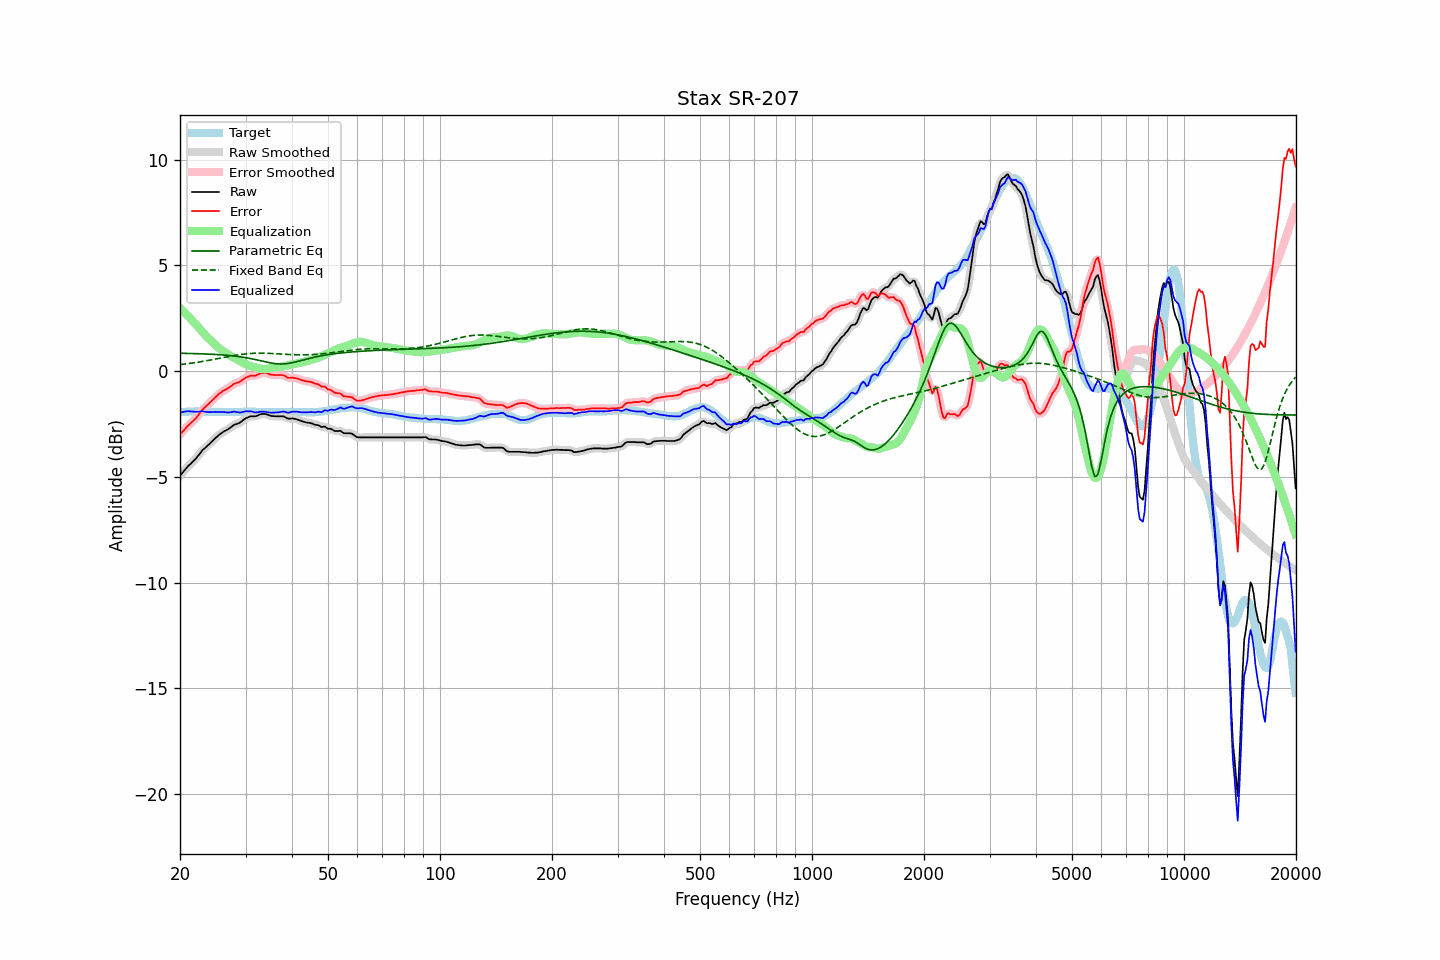 Stax SR-207
Target
Raw Smoothed
Error Smoothed
Raw
Error
Equalization
Parametric Eq
Fixed Band Eq
Equalized
10
5
0
−5
−10
−15
−20
Amplitude (dBr)
20 50 100 200 500 1000 2000 5000 10000 20000
Frequency (Hz)